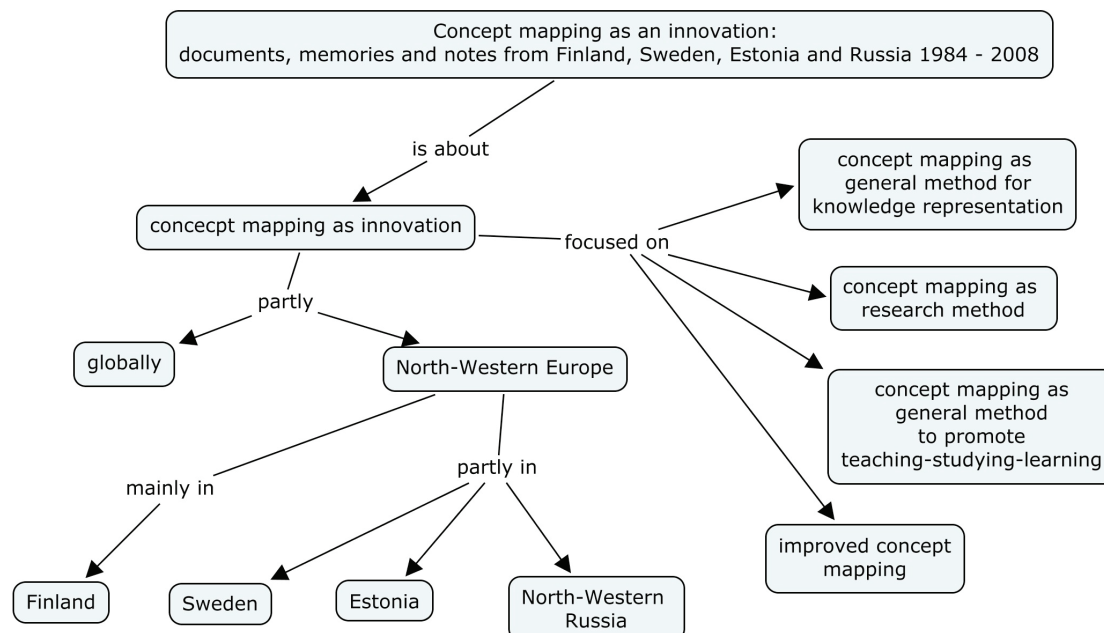 Concept mapping as an innovation:
documents, memories and notes from Finland, Sweden, Estonia and Russia 1984 - 2008
is about
concecpt mapping as innovation
focused on
concept mapping as
general method for
knowledge representation
concept mapping as
research method
concept mapping as
general method
to promote
teaching-studying-learning
improved concept
mapping
partly
globally
North-Western Europe
mainly in
partly in
Finland
Sweden
Estonia
North-Western
Russia